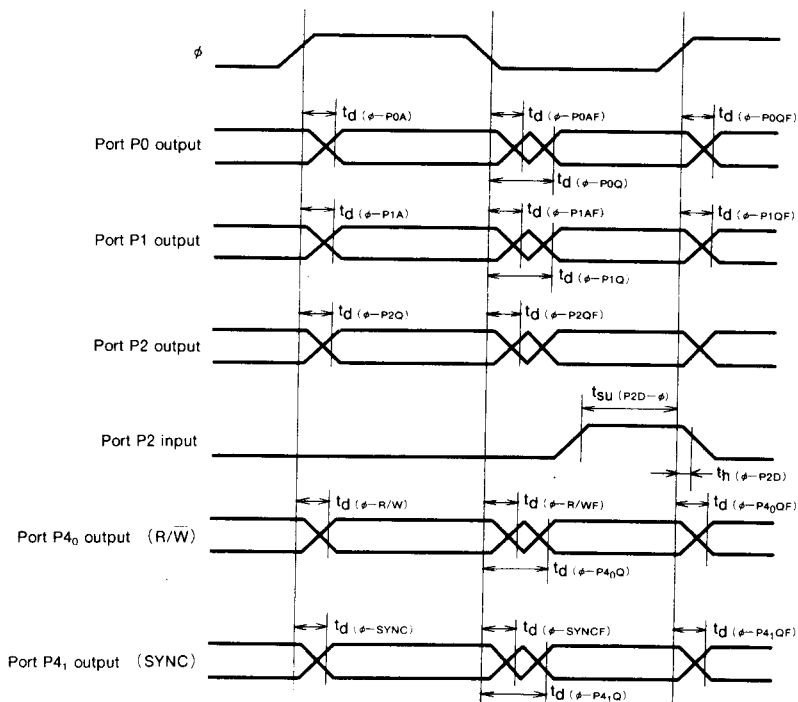 ϕ
td (ϕ−P0A) td (ϕ−P0AF) td (ϕ−P0QF)
Port P0 output
td (ϕ−P0Q)
td (ϕ−P1A) td (ϕ−P1AF) td (ϕ−P1QF)
Port P1 output
td (ϕ−P1Q)
td (ϕ−P2Q) td (ϕ−P2QF)
Port P2 output
tsu (P2D−ϕ)
Port P2 input
th (ϕ−P2D)
td (ϕ−R/W) td (ϕ−R/WF) td (ϕ−P4₀QF)
Port P4₀ output (R/W̅)
td (ϕ−P4₀Q)
td (ϕ−SYNC) td (ϕ−SYNCF) td (ϕ−P4₁QF)
Port P4₁ output (SYNC)
td (ϕ−P4₁Q)